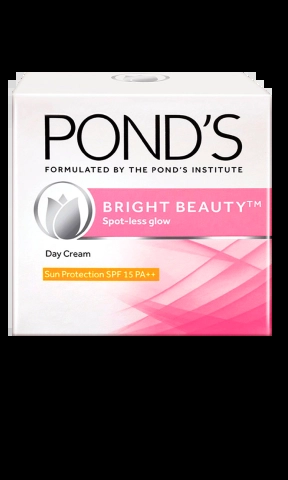 POND'S
FORMULATED BY THE POND'S INSTITUTE
BRIGHT BEAUTY™
Spot-less glow
Day Cream
Sun Protection SPF 15 PA++